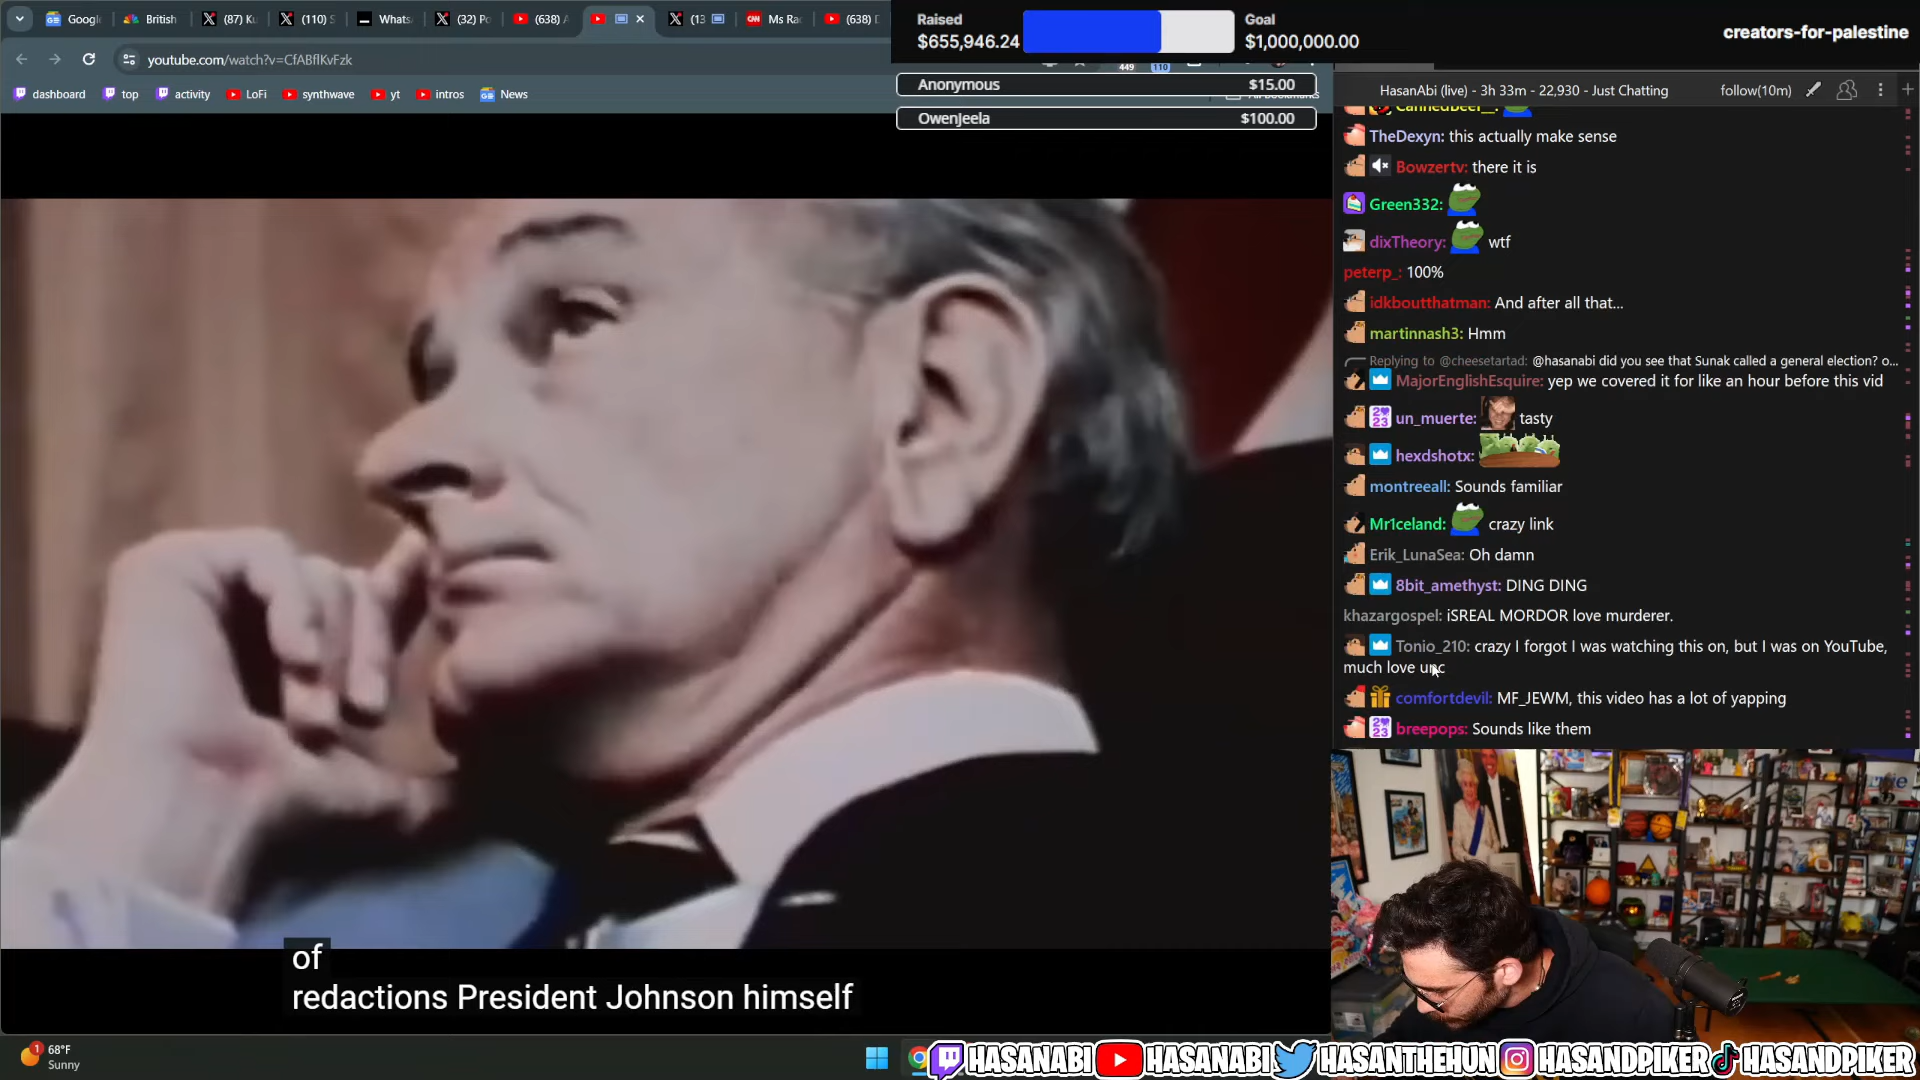 Googl
British
(87) Ku
(110) S
Whats
(32) Po
(638) A
(13
Ms Ra
(638) D
youtube.com/watch?v=CfABflKvFzk
449
110
dashboard
top
activity
LoFi
synthwave
yt
intros
News
Raised
$655,946.24
Goal
$1,000,000.00
Anonymous $15.00
OwenJeela $100.00
creators-for-palestine
HasanAbi (live) - 3h 33m - 22,930 - Just Chatting
follow(10m)
CannedBeef__:
TheDexyn: this actually make sense
Bowzertv: there it is
Green332:
dixTheory: wtf
peterp_: 100%
idkboutthatman: And after all that...
martinnash3: Hmm
Replying to @cheesetartad: @hasanabi did you see that Sunak called a general election? o...
MajorEnglishEsquire: yep we covered it for like an hour before this vid
un_muerte: tasty
hexdshotx:
montreeall: Sounds familiar
Mr1celand: crazy link
Erik_LunaSea: Oh damn
8bit_amethyst: DING DING
khazargospel: iSREAL MORDOR love murderer.
Tonio_210: crazy I forgot I was watching this on, but I was on YouTube,
much love unc
comfortdevil: MF_JEWM, this video has a lot of yapping
breepops: Sounds like them
of
redactions President Johnson himself
1
68°F
Sunny
HASANABI
HASANABI
HASANTHEHUN
HASANDPIKER
HASANDPIKER